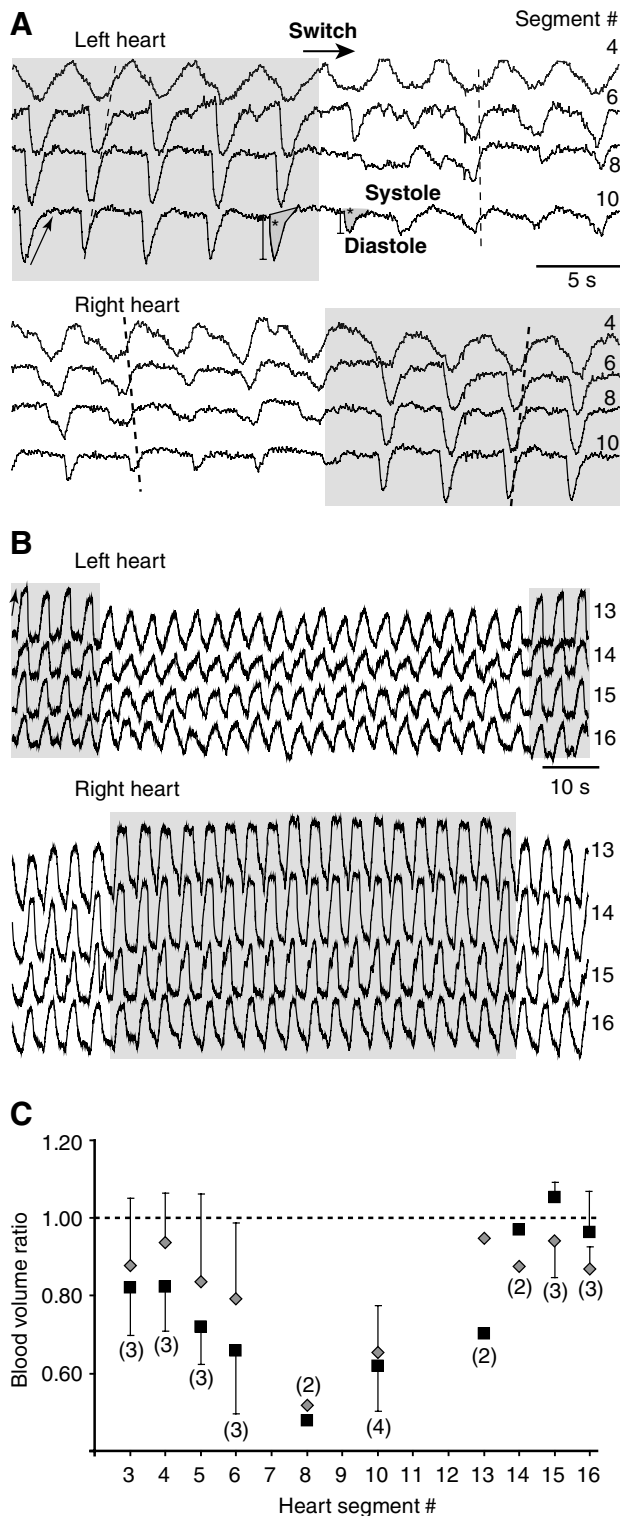 A
Left heart
Switch
Segment #
4
6
8
*
*
Systole
10
Diastole
5 s
Right heart
4
6
8
10
B
Left heart
13
14
15
16
10 s
Right heart
13
14
15
16
C
1.20
1.00
0.80
0.60
Blood volume ratio
(3)
(3)
(3)
(3)
(2)
(4)
(2)
(2)
(3)
(3)
3 4 5 6 7 8 9 10 11 12 13 14 15 16
Heart segment #